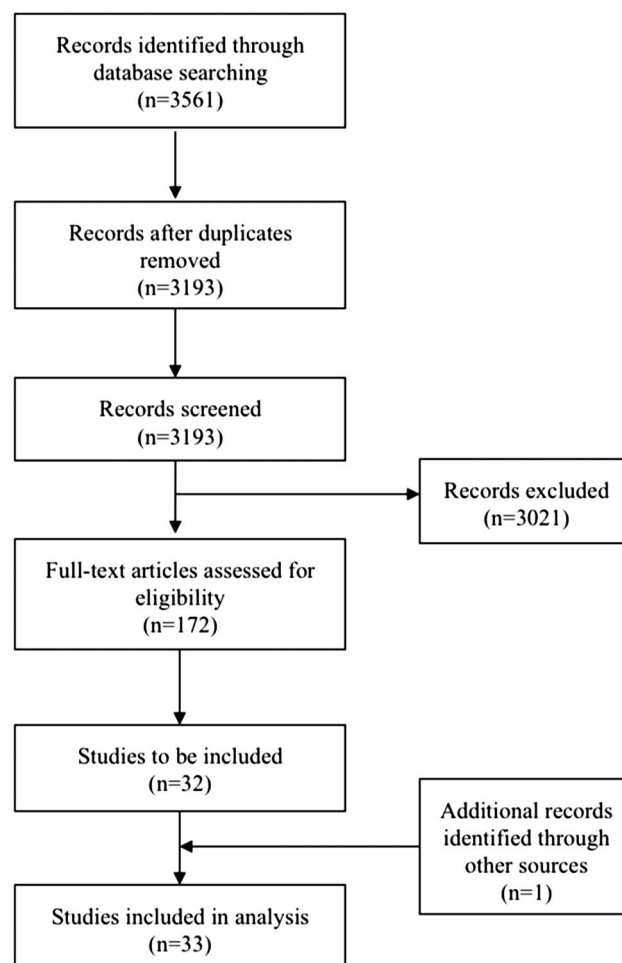 Records identified through
database searching
(n=3561)
Records after duplicates
removed
(n=3193)
Records screened
(n=3193)
Records excluded
(n=3021)
Full-text articles assessed for
eligibility
(n=172)
Studies to be included
(n=32)
Additional records
identified through
other sources
(n=1)
Studies included in analysis
(n=33)